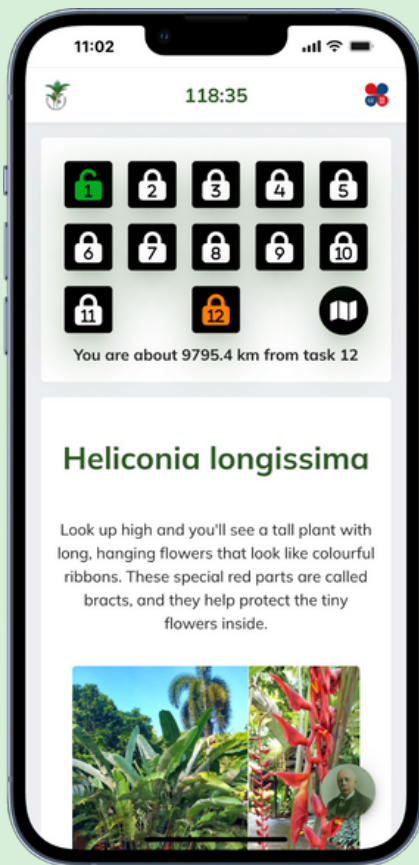 11:02
118:35
1 2 3 4 5
6 7 8 9 10
11 12
You are about 9795.4 km from task 12
Heliconia longissima
Look up high and you'll see a tall plant with
long, hanging flowers that look like colourful
ribbons. These special red parts are called
bracts, and they help protect the tiny
flowers inside.